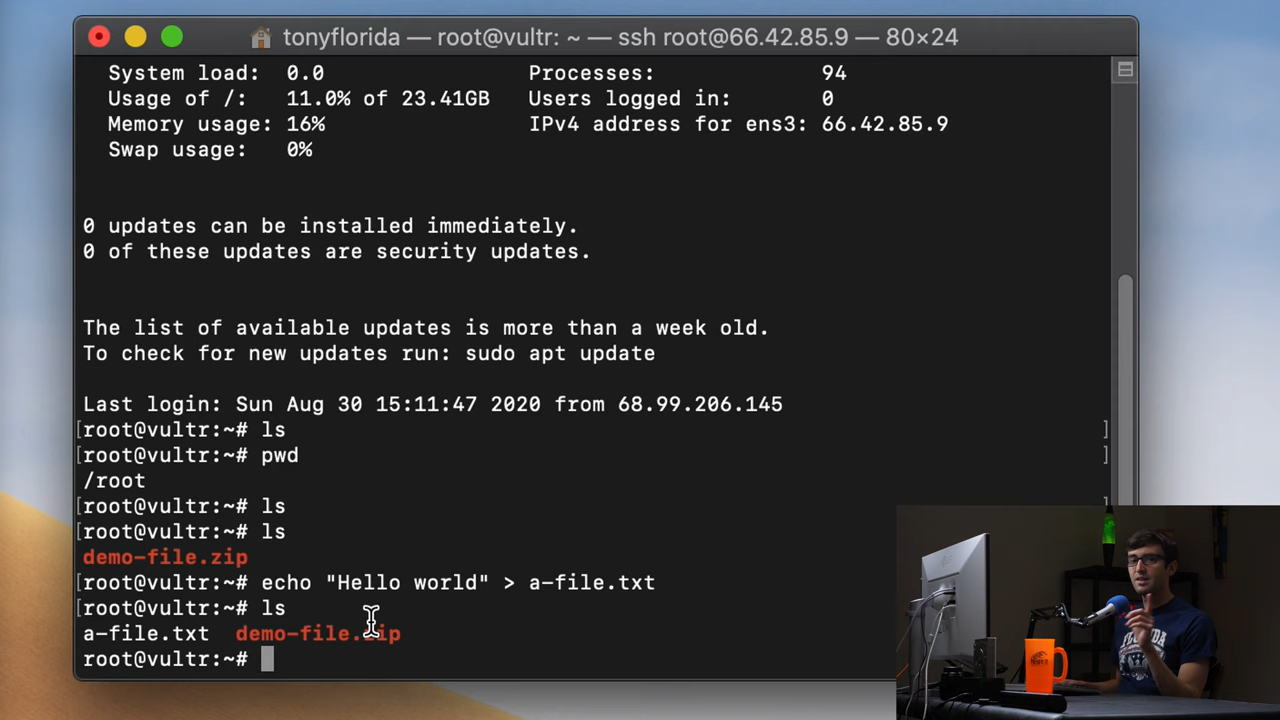 tonyflorida — root@vultr: ~ — ssh root@66.42.85.9 — 80×24
System load: 0.0 Processes: 94
Usage of /: 11.0% of 23.41GB Users logged in: 0
Memory usage: 16% IPv4 address for ens3: 66.42.85.9
Swap usage: 0%
0 updates can be installed immediately.
0 of these updates are security updates.
The list of available updates is more than a week old.
To check for new updates run: sudo apt update
Last login: Sun Aug 30 15:11:47 2020 from 68.99.206.145
[root@vultr:~# ls ]
[root@vultr:~# pwd ]
/root
[root@vultr:~# ls ]
[root@vultr:~# ls
demo-file.zip
[root@vultr:~# echo "Hello world" > a-file.txt
[root@vultr:~# ls
a-file.txt demo-file.zip
root@vultr:~#
FLORIDA